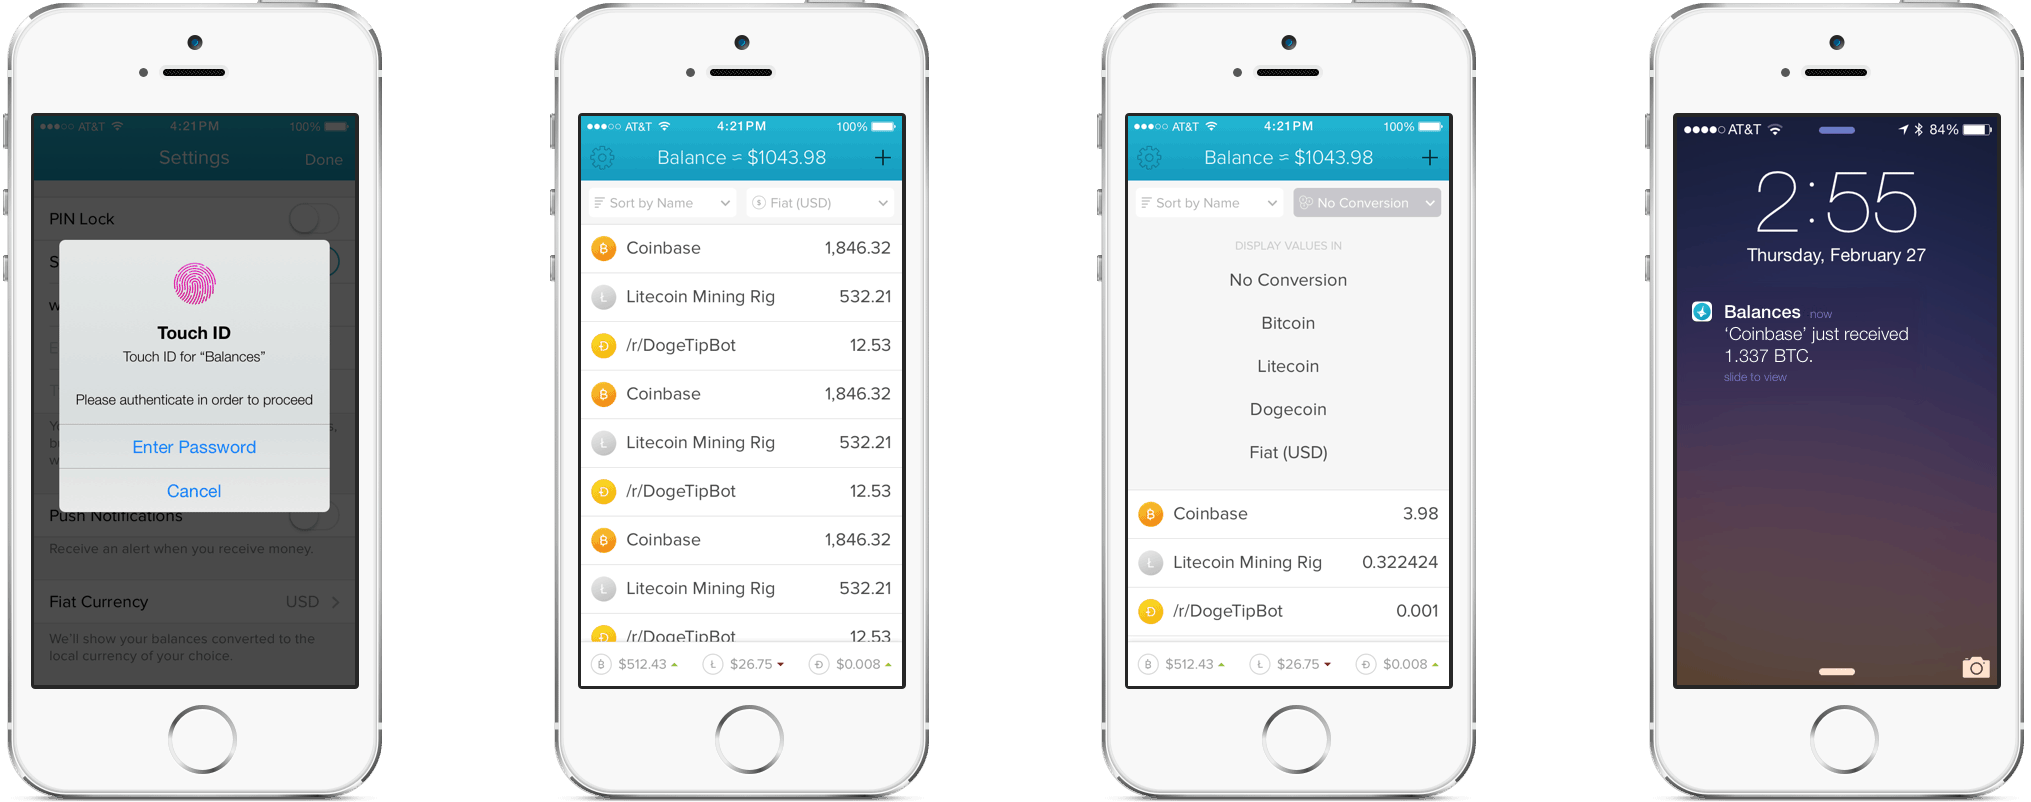 AT&T 4:21PM 100%
Settings Done
PIN Lock
Touch ID
Touch ID for “Balances”
Please authenticate in order to proceed
Enter Password
Cancel
Push Notifications
Receive an alert when you receive money.
Fiat Currency USD
We’ll show your balances converted to the
local currency of your choice.
AT&T 4:21PM 100%
Balance ≈ $1043.98 +
Sort by Name Fiat (USD)
Coinbase 1,846.32
Litecoin Mining Rig 532.21
/r/DogeTipBot 12.53
Coinbase 1,846.32
Litecoin Mining Rig 532.21
/r/DogeTipBot 12.53
Coinbase 1,846.32
Litecoin Mining Rig 532.21
/r/DogeTipBot 12.53
$512.43 $26.75 $0.008
AT&T 4:21PM 100%
Balance ≈ $1043.98 +
Sort by Name No Conversion
DISPLAY VALUES IN
No Conversion
Bitcoin
Litecoin
Dogecoin
Fiat (USD)
Coinbase 3.98
Litecoin Mining Rig 0.322424
/r/DogeTipBot 0.001
$512.43 $26.75 $0.008
AT&T 84%
2:55
Thursday, February 27
Balances now
‘Coinbase’ just received
1.337 BTC.
slide to view